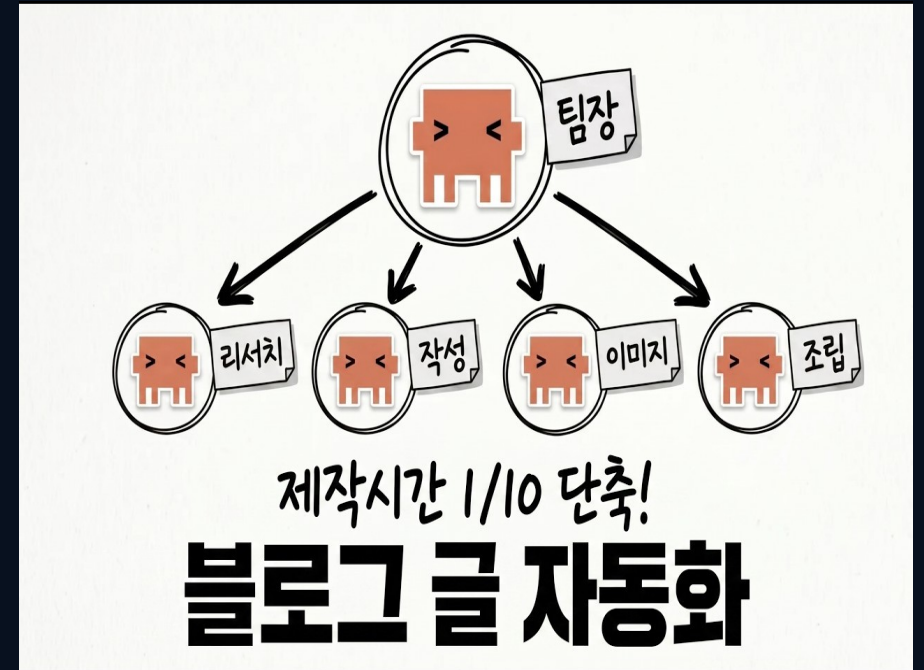 팀장
리서치
작성
이미지
조립
제작시간 1/10 단축!
블로그 글 자동화